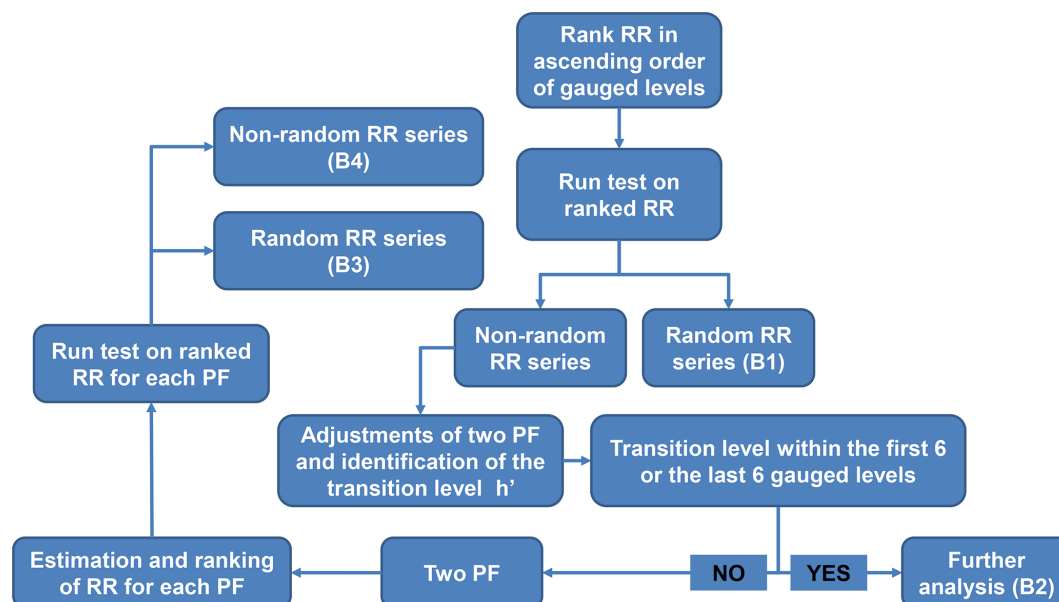 Rank RR in
ascending order
of gauged levels
Run test on
ranked RR
Non-random
RR series
Random RR
series (B1)
Adjustments of two PF
and identification of the
transition level h’
Transition level within the first 6
or the last 6 gauged levels
NO
YES
Further
analysis (B2)
Two PF
Estimation and ranking
of RR for each PF
Run test on ranked
RR for each PF
Non-random RR series
(B4)
Random RR series
(B3)